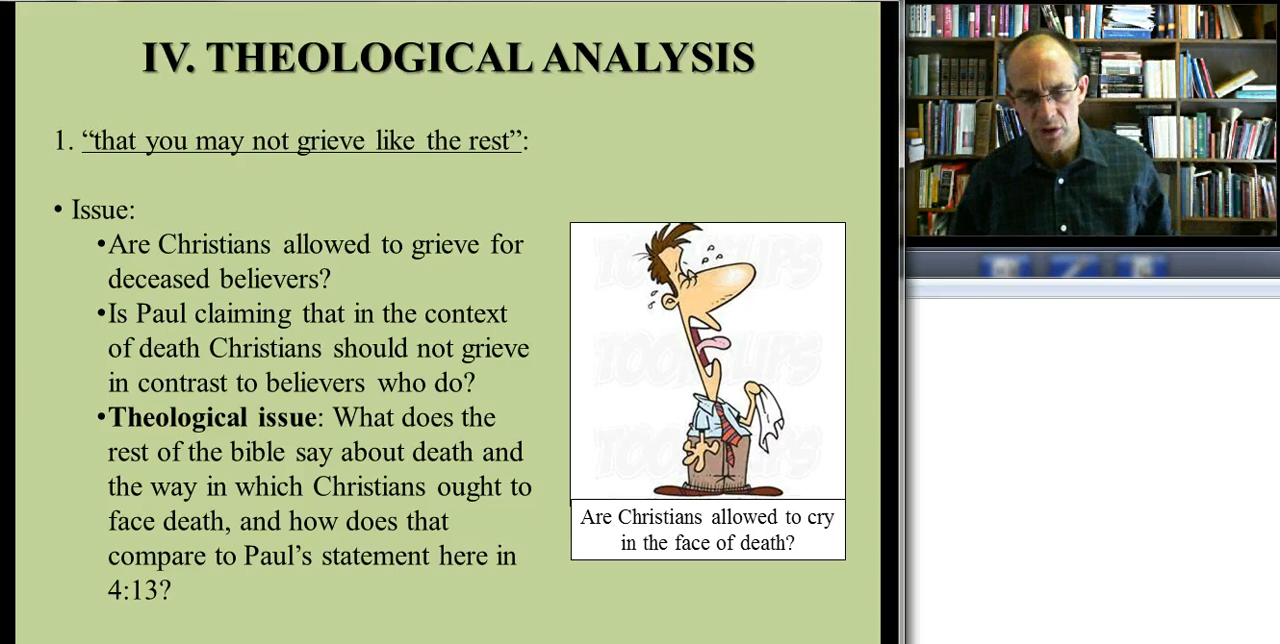 IV. THEOLOGICAL ANALYSIS
1. “that you may not grieve like the rest”:
• Issue:
•Are Christians allowed to grieve for
deceased believers?
•Is Paul claiming that in the context
of death Christians should not grieve
in contrast to believers who do?
•Theological issue: What does the
rest of the bible say about death and
the way in which Christians ought to
face death, and how does that
compare to Paul’s statement here in
4:13?
Are Christians allowed to cry
in the face of death?